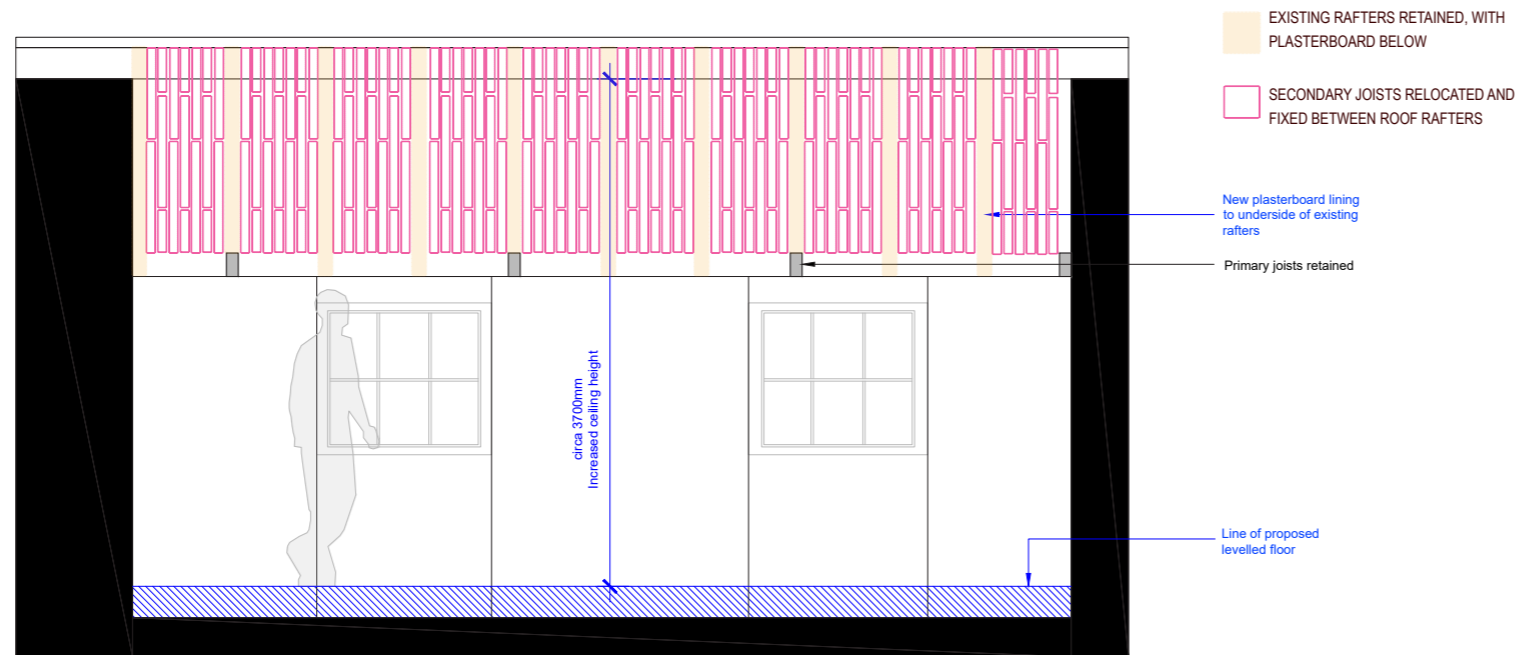 EXISTING RAFTERS RETAINED, WITH
PLASTERBOARD BELOW
SECONDARY JOISTS RELOCATED AND
FIXED BETWEEN ROOF RAFTERS
New plasterboard lining
to underside of existing
rafters
Primary joists retained
circa 3700mm
Increased ceiling height
Line of proposed
levelled floor